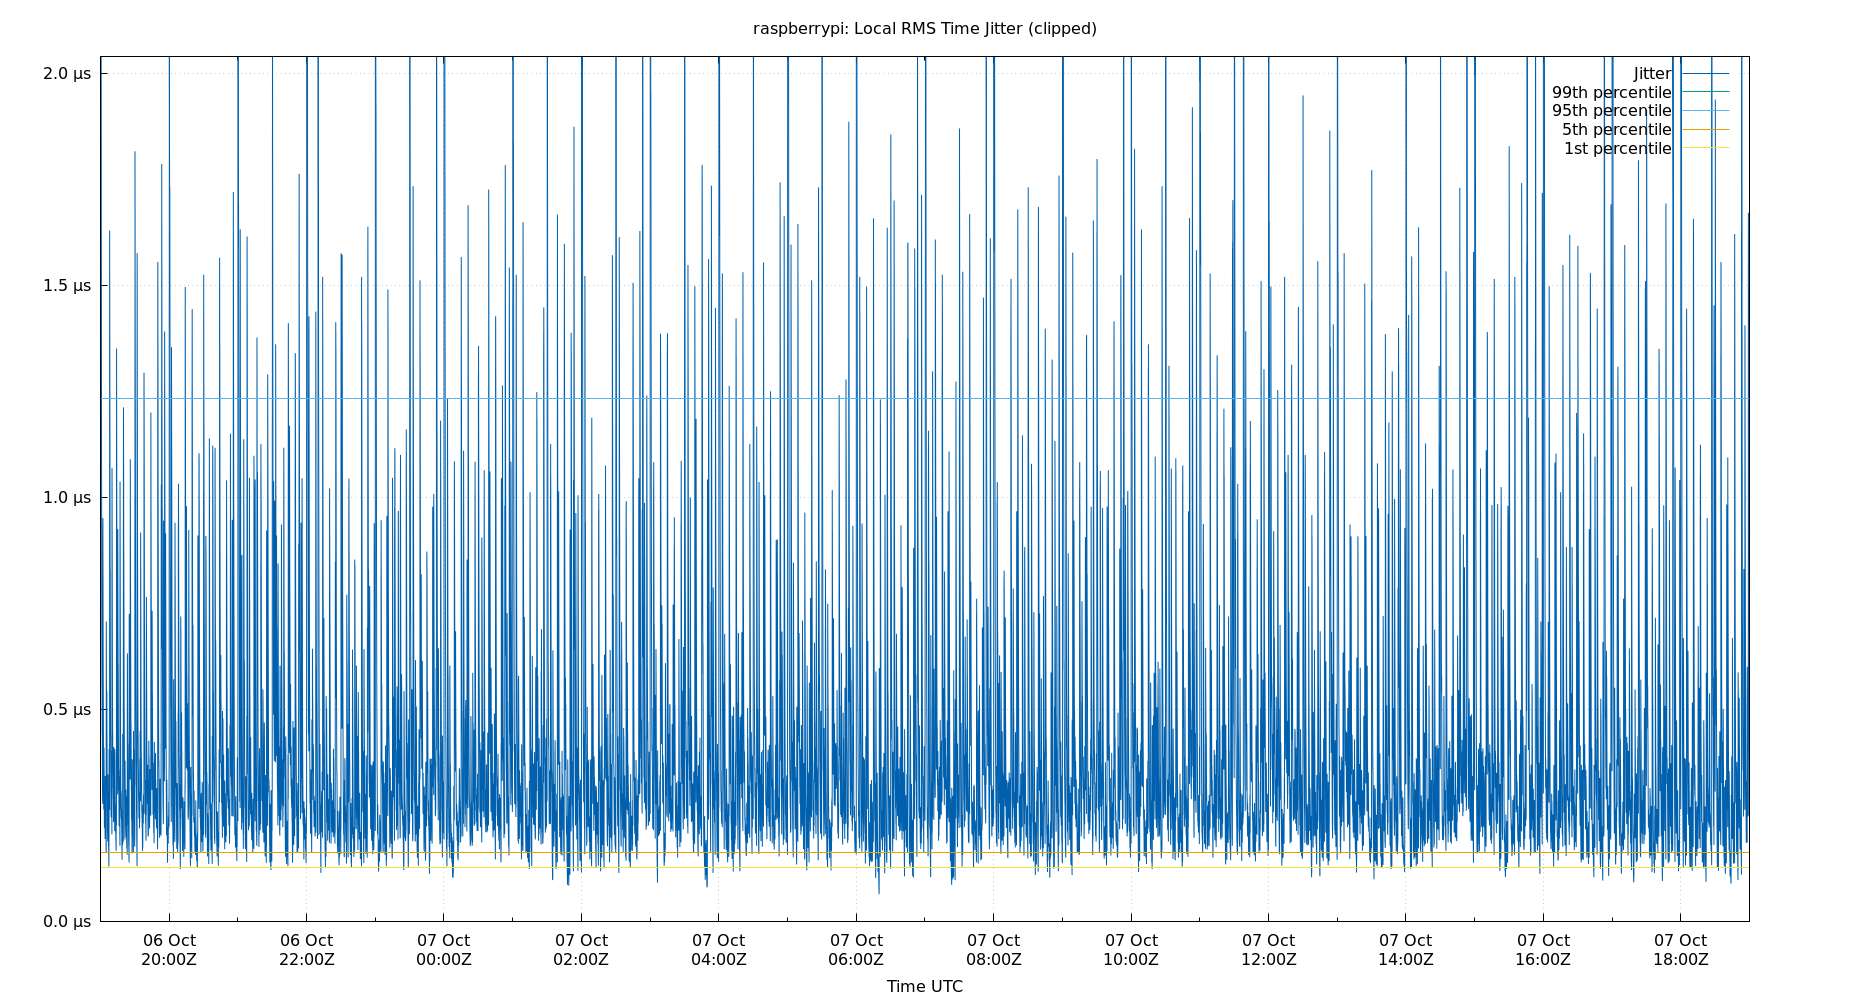 raspberrypi: Local RMS Time Jitter (clipped)
2.0 µs
1.5 µs
1.0 µs
0.5 µs
0.0 µs
Jitter
99th percentile
95th percentile
5th percentile
1st percentile
06 Oct 06 Oct 07 Oct 07 Oct 07 Oct 07 Oct 07 Oct 07 Oct 07 Oct 07 Oct 07 Oct 07 Oct
20:00Z 22:00Z 00:00Z 02:00Z 04:00Z 06:00Z 08:00Z 10:00Z 12:00Z 14:00Z 16:00Z 18:00Z
Time UTC